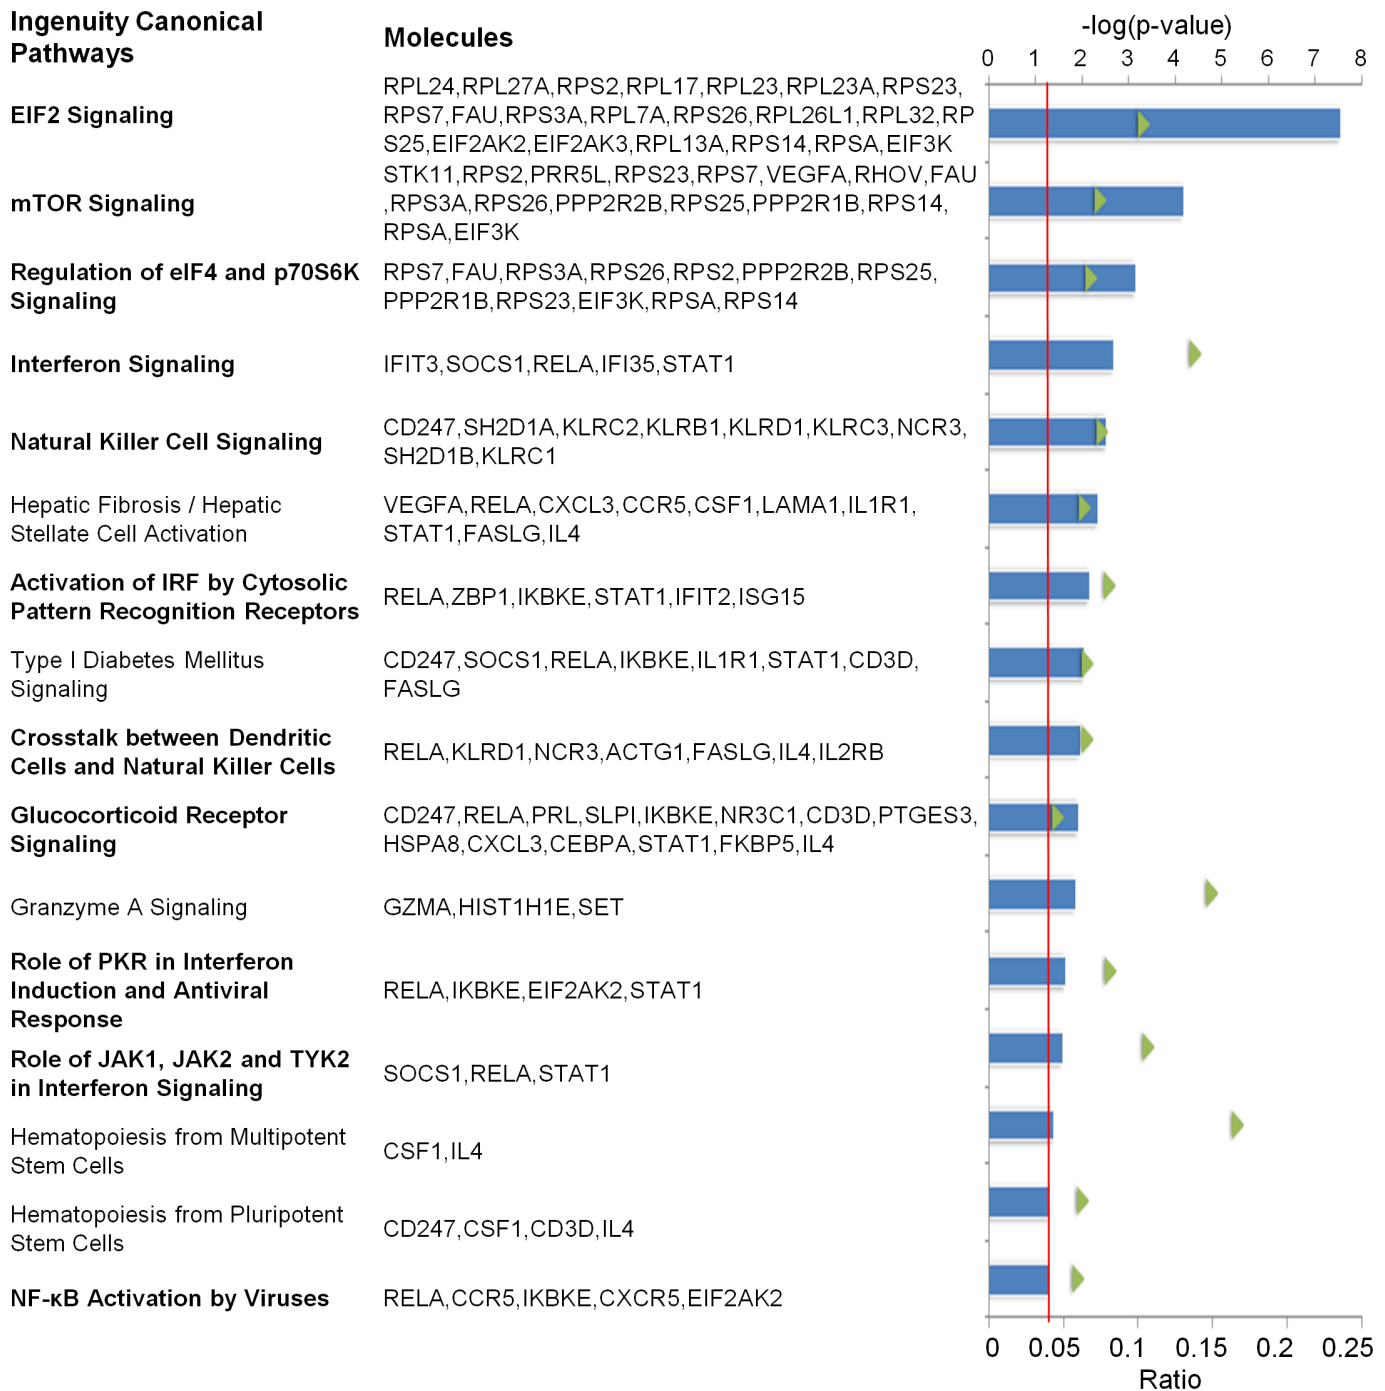 Ingenuity Canonical
Pathways
Molecules
-log(p-value)
0 1 2 3 4 5 6 7 8
EIF2 Signaling
RPL24,RPL27A,RPS2,RPL17,RPL23,RPL23A,RPS23,
RPS7,FAU,RPS3A,RPL7A,RPS26,RPL26L1,RPL32,RP
S25,EIF2AK2,EIF2AK3,RPL13A,RPS14,RPSA,EIF3K
mTOR Signaling
STK11,RPS2,PRR5L,RPS23,RPS7,VEGFA,RHOV,FAU
,RPS3A,RPS26,PPP2R2B,RPS25,PPP2R1B,RPS14,
RPSA,EIF3K
Regulation of eIF4 and p70S6K
Signaling
RPS7,FAU,RPS3A,RPS26,RPS2,PPP2R2B,RPS25,
PPP2R1B,RPS23,EIF3K,RPSA,RPS14
Interferon Signaling
IFIT3,SOCS1,RELA,IFI35,STAT1
Natural Killer Cell Signaling
CD247,SH2D1A,KLRC2,KLRB1,KLRD1,KLRC3,NCR3,
SH2D1B,KLRC1
Hepatic Fibrosis / Hepatic
Stellate Cell Activation
VEGFA,RELA,CXCL3,CCR5,CSF1,LAMA1,IL1R1,
STAT1,FASLG,IL4
Activation of IRF by Cytosolic
Pattern Recognition Receptors
RELA,ZBP1,IKBKE,STAT1,IFIT2,ISG15
Type I Diabetes Mellitus
Signaling
CD247,SOCS1,RELA,IKBKE,IL1R1,STAT1,CD3D,
FASLG
Crosstalk between Dendritic
Cells and Natural Killer Cells
RELA,KLRD1,NCR3,ACTG1,FASLG,IL4,IL2RB
Glucocorticoid Receptor
Signaling
CD247,RELA,PRL,SLPI,IKBKE,NR3C1,CD3D,PTGES3,
HSPA8,CXCL3,CEBPA,STAT1,FKBP5,IL4
Granzyme A Signaling
GZMA,HIST1H1E,SET
Role of PKR in Interferon
Induction and Antiviral
Response
RELA,IKBKE,EIF2AK2,STAT1
Role of JAK1, JAK2 and TYK2
in Interferon Signaling
SOCS1,RELA,STAT1
Hematopoiesis from Multipotent
Stem Cells
CSF1,IL4
Hematopoiesis from Pluripotent
Stem Cells
CD247,CSF1,CD3D,IL4
NF-κB Activation by Viruses
RELA,CCR5,IKBKE,CXCR5,EIF2AK2
0 0.05 0.1 0.15 0.2 0.25
Ratio